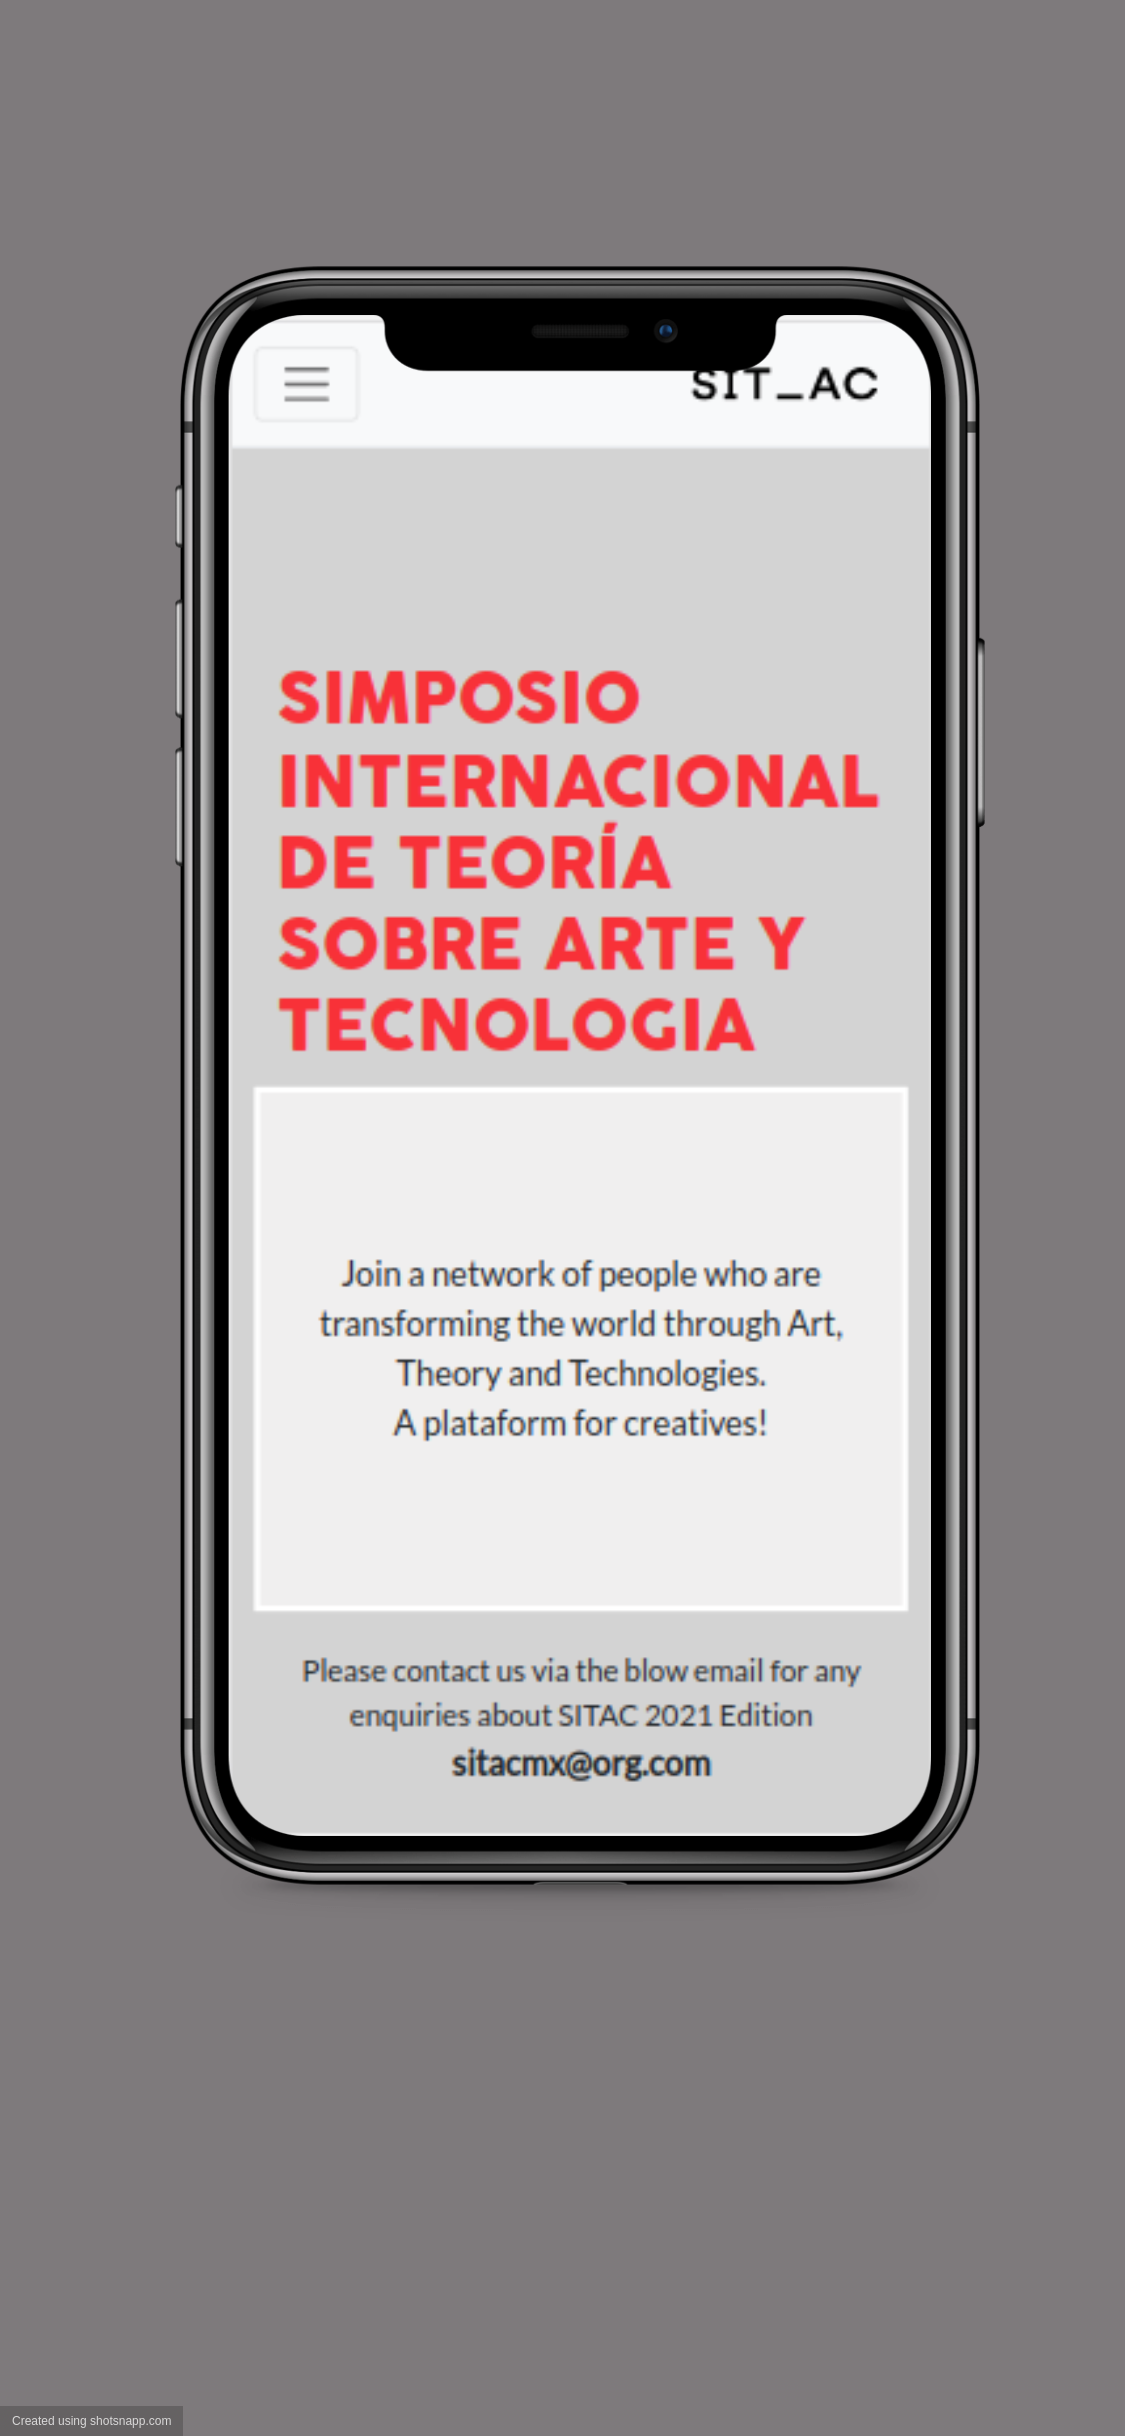 SIT_AC
SIMPOSIO
INTERNACIONAL
DE TEORÍA
SOBRE ARTE Y
TECNOLOGIA
Join a network of people who are
transforming the world through Art,
Theory and Technologies.
A plataform for creatives!
Please contact us via the blow email for any
enquiries about SITAC 2021 Edition
sitacmx@org.com
Created using shotsnapp.com